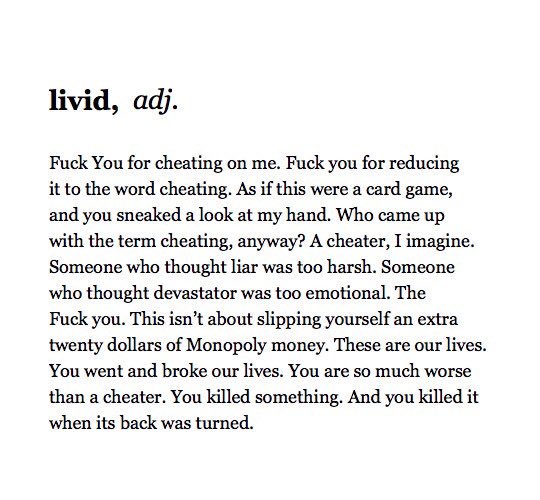 livid, adj.
Fuck You for cheating on me. Fuck you for reducing
it to the word cheating. As if this were a card game,
and you sneaked a look at my hand. Who came up
with the term cheating, anyway? A cheater, I imagine.
Someone who thought liar was too harsh. Someone
who thought devastator was too emotional. The
Fuck you. This isn’t about slipping yourself an extra
twenty dollars of Monopoly money. These are our lives.
You went and broke our lives. You are so much worse
than a cheater. You killed something. And you killed it
when its back was turned.